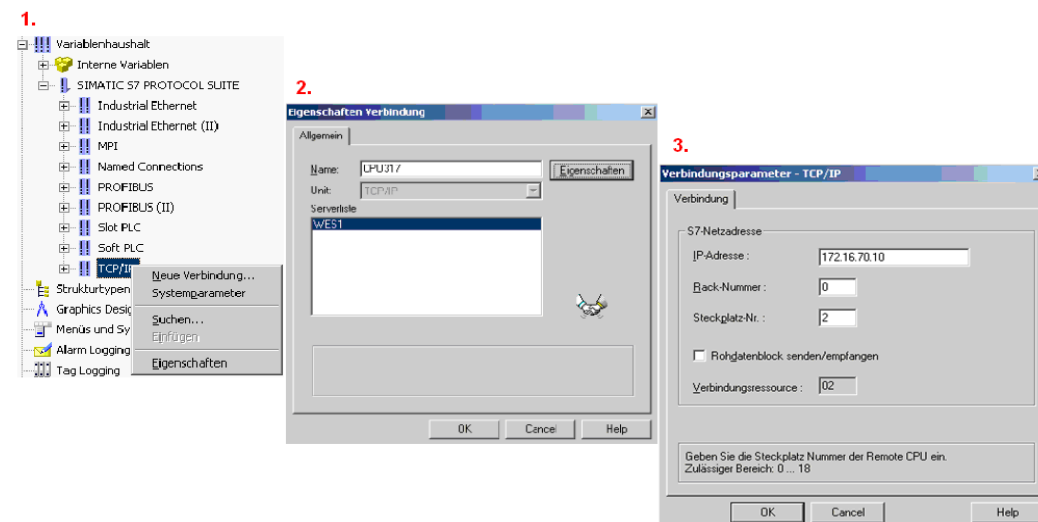 1.
Variablenhaushalt
Interne Variablen
SIMATIC S7 PROTOCOL SUITE
Industrial Ethernet
Industrial Ethernet (II)
MPI
Named Connections
PROFIBUS
PROFIBUS (II)
Slot PLC
Soft PLC
TCP/IP
Strukturtypen
Graphics Desig
Menüs und Sy
Alarm Logging
Tag Logging
Neue Verbindung...
Systemparameter
Suchen...
Einfügen
Eigenschaften
2.
Eigenschaften Verbindung
Allgemein
Name: CPU317 Eigenschaften
Unit: TCP/IP
Serverliste
WES1
OK Cancel Help
3.
Verbindungsparameter - TCP/IP
Verbindung
S7-Netzadresse
IP-Adresse : 172.16.70.10
Rack-Nummer : 0
Steckplatz-Nr. : 2
Rohdatenblock senden/empfangen
Verbindungsressource : 02
Geben Sie die Steckplatz Nummer der Remote CPU ein.
Zulässiger Bereich: 0 ... 18
OK Cancel Help